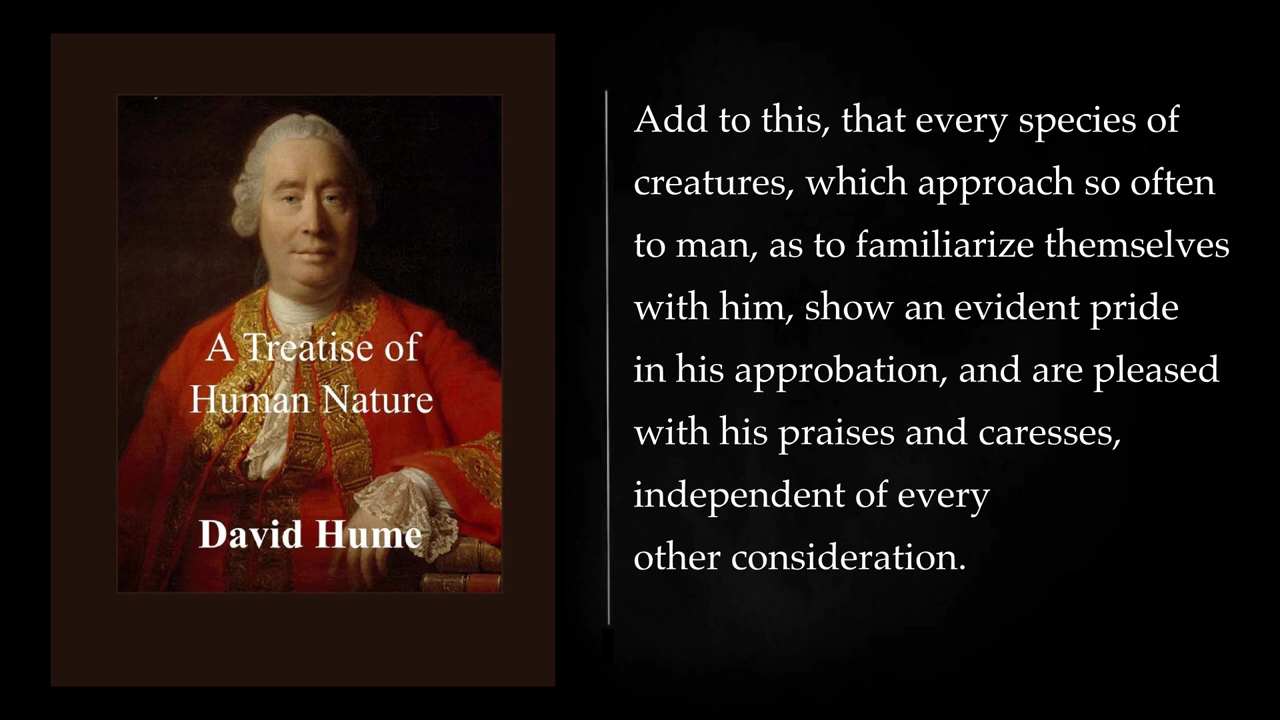 A Treatise of
Human Nature
David Hume
Add to this, that every species of
creatures, which approach so often
to man, as to familiarize themselves
with him, show an evident pride
in his approbation, and are pleased
with his praises and caresses,
independent of every
other consideration.